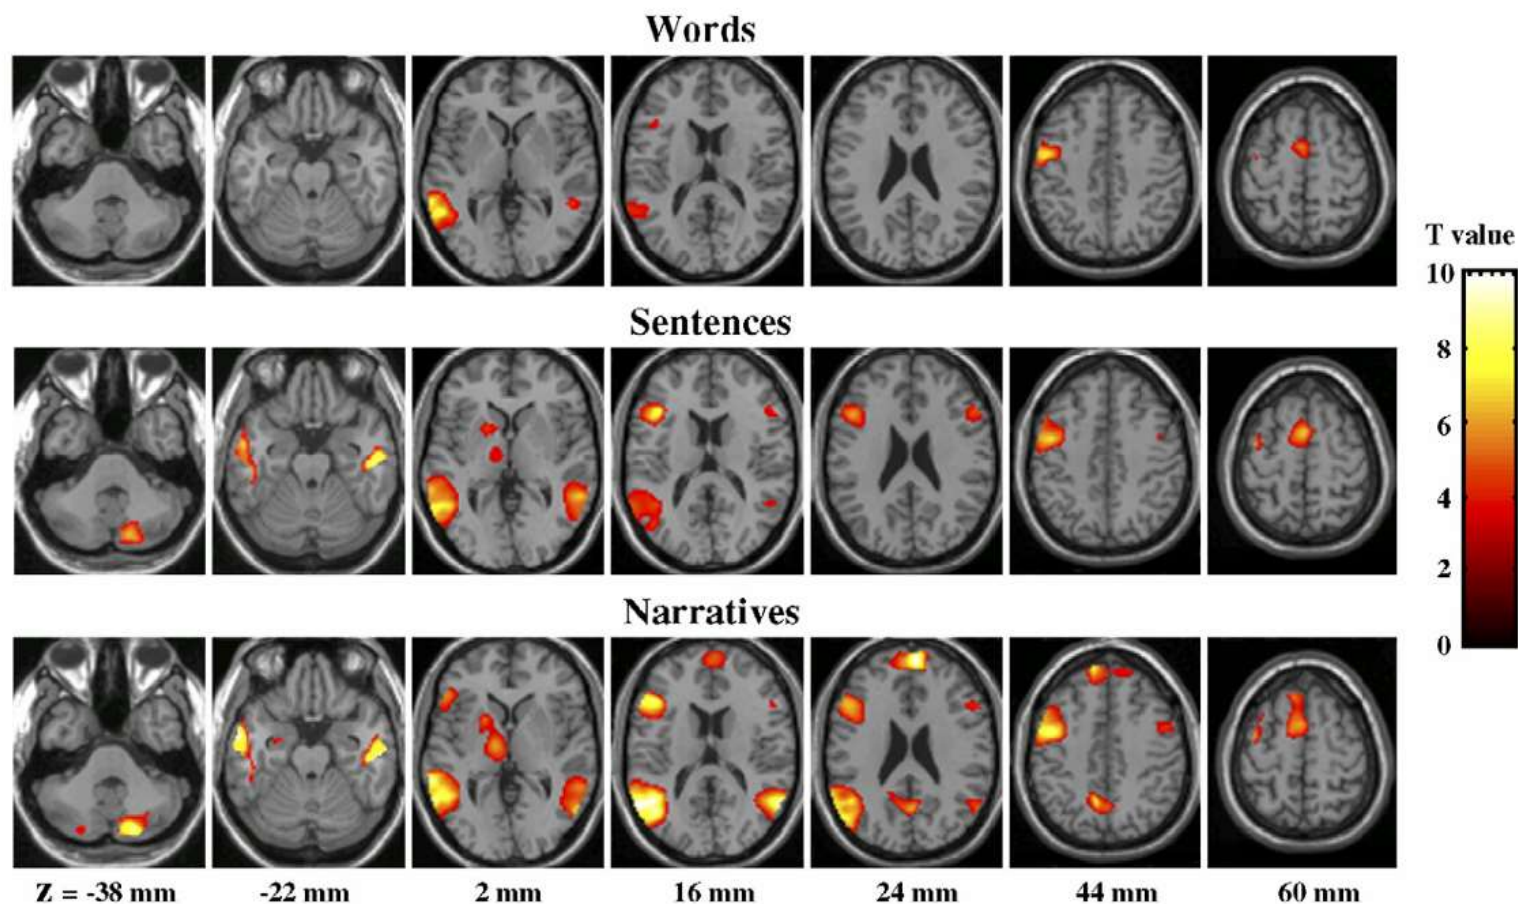 Words
T value
10
8
6
4
2
0
Sentences
Narratives
z = -38 mm
-22 mm
2 mm
16 mm
24 mm
44 mm
60 mm